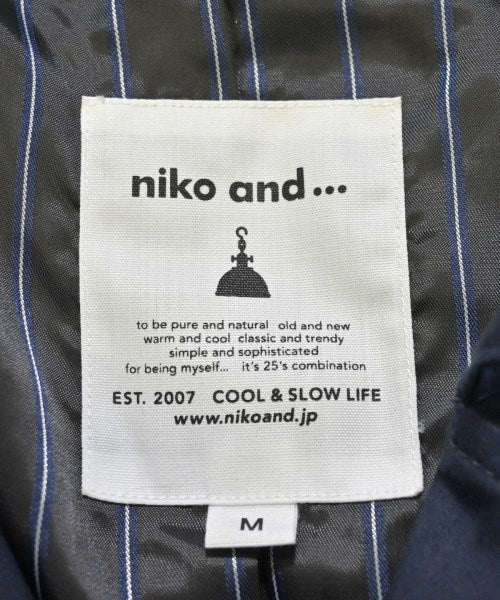 niko and...
to be pure and natural old and new
warm and cool classic and trendy
simple and sophisticated
for being myself... it's 25's combination
EST. 2007 COOL & SLOW LIFE
www.nikoand.jp
M